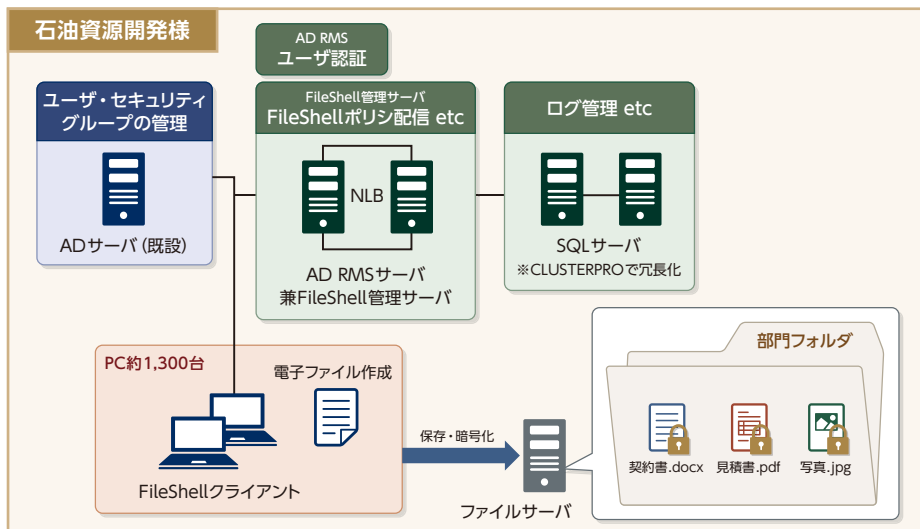 石油資源開発様
AD RMS
ユーザ認証
ユーザ・セキュリティ
グループの管理
ADサーバ（既設）
FileShell管理サーバ
FileShellポリシ配信 etc
NLB
AD RMSサーバ
兼FileShell管理サーバ
ログ管理 etc
SQLサーバ
※CLUSTERPROで冗長化
PC約1,300台
電子ファイル作成
FileShellクライアント
保存・暗号化
ファイルサーバ
部門フォルダ
契約書.docx
見積書.pdf
写真.jpg